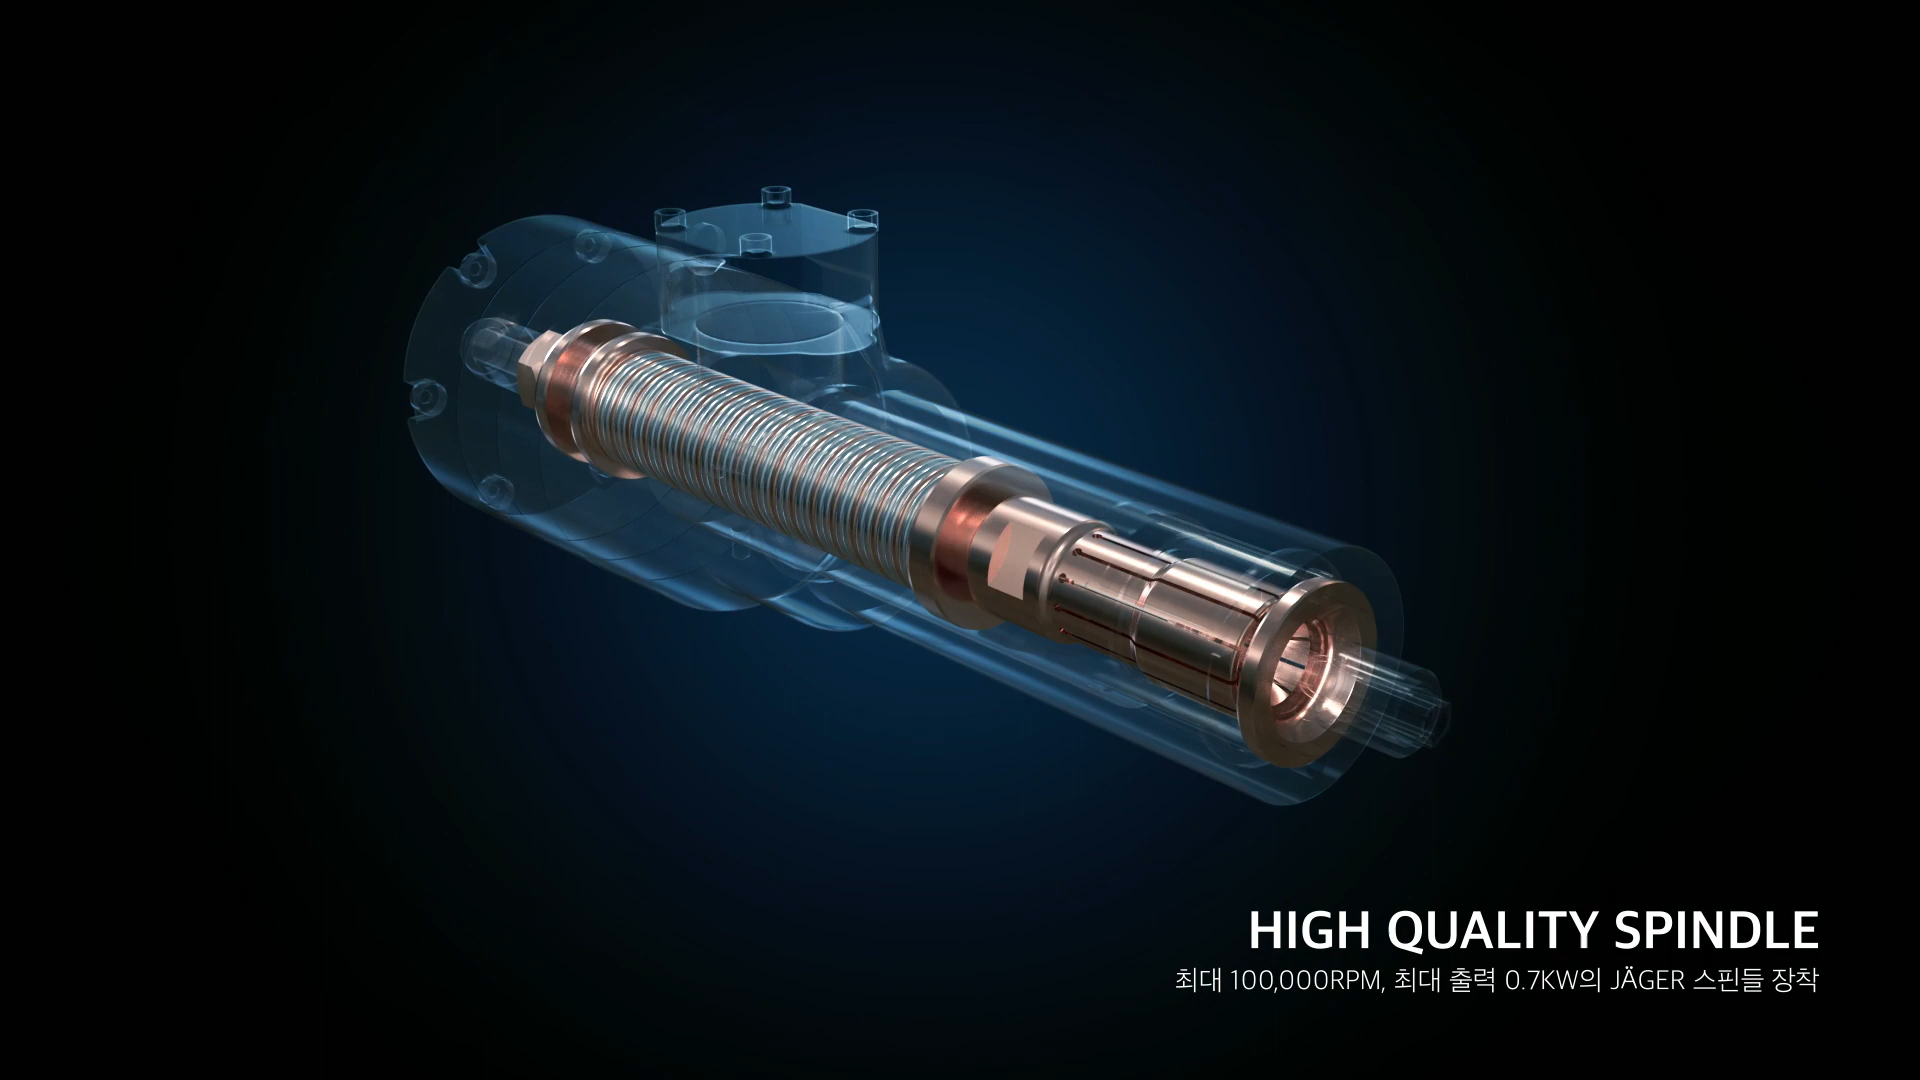 HIGH QUALITY SPINDLE
최대 100,000RPM, 최대 출력 0.7KW의 JÄGER 스핀들 장착